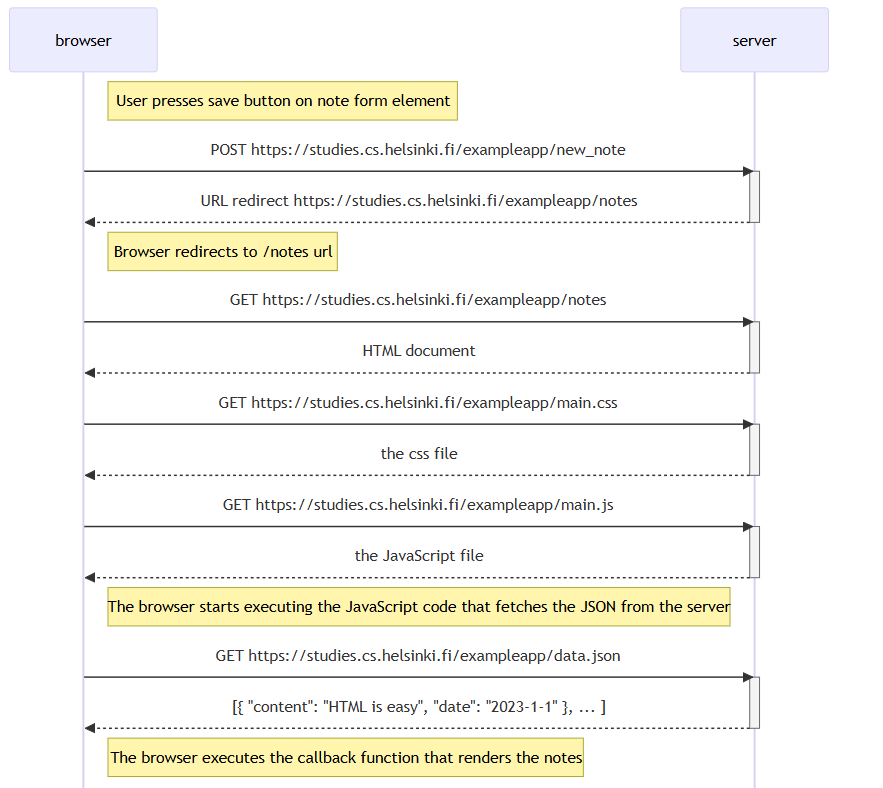 browser
server
User presses save button on note form element
POST https://studies.cs.helsinki.fi/exampleapp/new_note
URL redirect https://studies.cs.helsinki.fi/exampleapp/notes
Browser redirects to /notes url
GET https://studies.cs.helsinki.fi/exampleapp/notes
HTML document
GET https://studies.cs.helsinki.fi/exampleapp/main.css
the css file
GET https://studies.cs.helsinki.fi/exampleapp/main.js
the JavaScript file
The browser starts executing the JavaScript code that fetches the JSON from the server
GET https://studies.cs.helsinki.fi/exampleapp/data.json
[{ "content": "HTML is easy", "date": "2023-1-1" }, ... ]
The browser executes the callback function that renders the notes